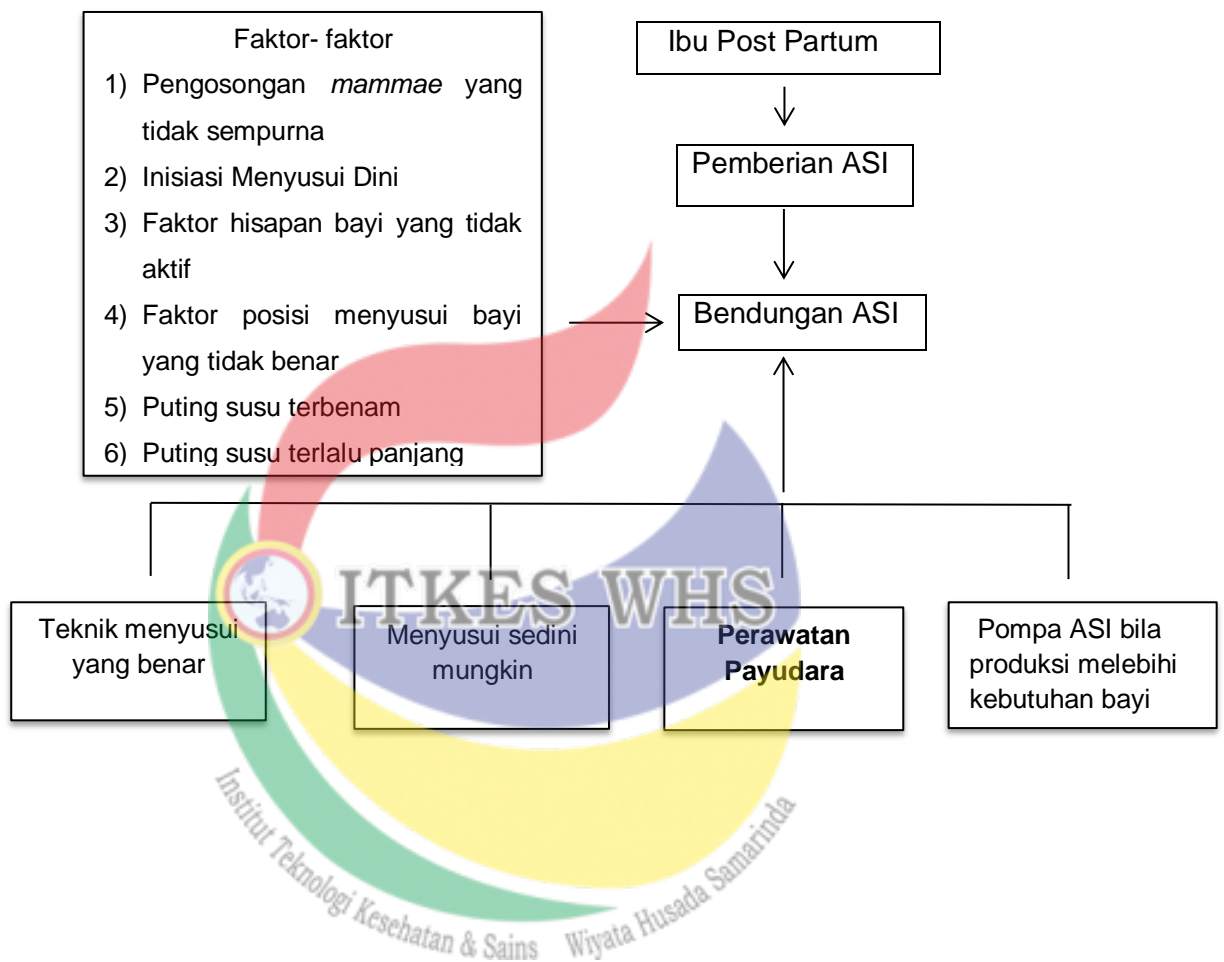 Faktor- faktor
1) Pengosongan mammae yang
tidak sempurna
2) Inisiasi Menyusui Dini
3) Faktor hisapan bayi yang tidak
aktif
4) Faktor posisi menyusui bayi
yang tidak benar
5) Puting susu terbenam
6) Puting susu terlalu panjang
Ibu Post Partum
Pemberian ASI
Bendungan ASI
ITKES WHS
Teknik menyusui
yang benar
Menyusui sedini
mungkin
Perawatan
Payudara
Pompa ASI bila
produksi melebihi
kebutuhan bayi
Institut Teknologi Kesehatan & Sains Wiyata Husada Samarinda